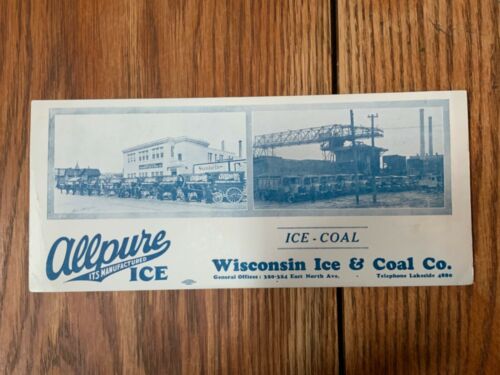 ICE - COAL
Allpure
IT'S MANUFACTURED
ICE
Wisconsin Ice & Coal Co.
General Offices: 320-324 East North Ave. Telephone Lakeside 4880